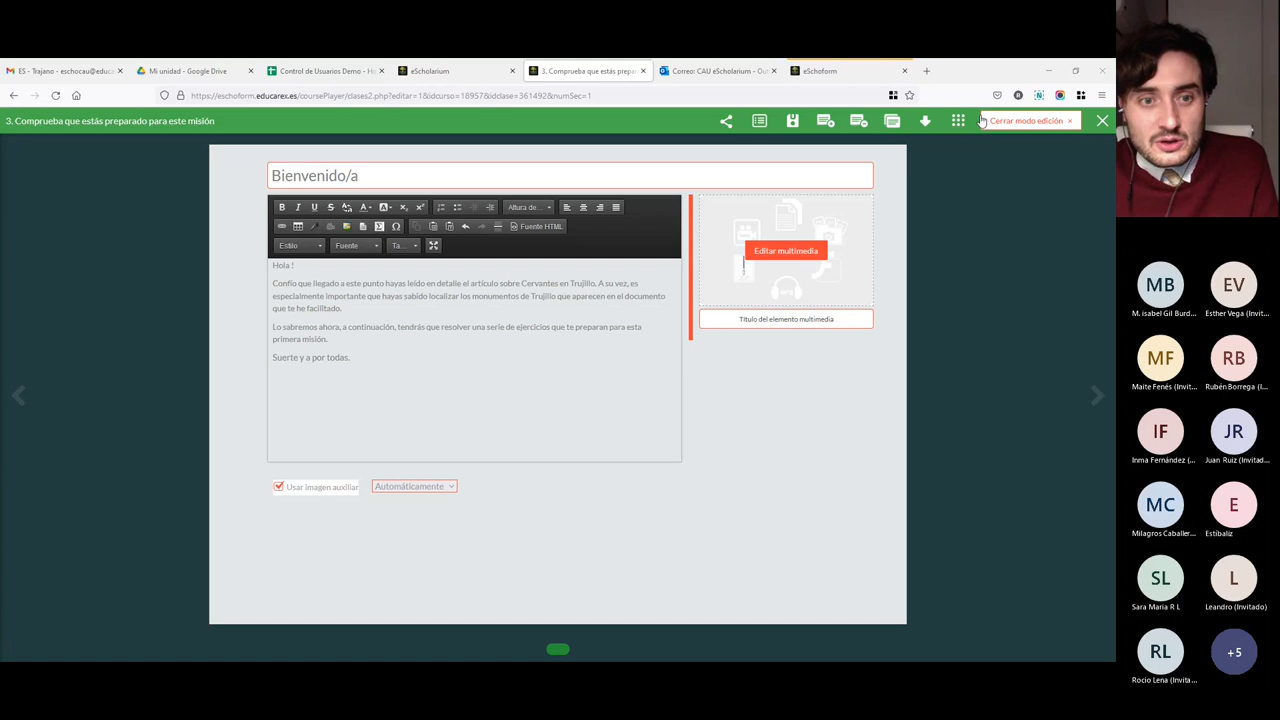 ES - Trajano - eschocau@educ
Mi unidad - Google Drive
Control de Usuarios Demo - H
eScholarium
3. Comprueba que estás prepa
Correo: CAU eScholarium - Ou
eSchoform
https://eschoform.educarex.es/coursePlayer/clases2.php?editar=1&idcurso=18957&idclase=361492&numSec=1
3. Comprueba que estás preparado para este misión
Cerrar modo edición ×
Bienvenido/a
Altura de...
Fuente HTML
Estilo
Fuente
Ta...
Hola !
Confío que llegado a este punto hayas leído en detalle el artículo sobre Cervantes en Trujillo. A su vez, es
especialmente importante que hayas sabido localizar los monumentos de Trujillo que aparecen en el documento
que te he facilitado.
Lo sabremos ahora, a continuación, tendrás que resolver una serie de ejercicios que te preparan para esta
primera misión.
Suerte y a por todas.
Editar multimedia
Título del elemento multimedia
Usar imagen auxiliar
Automáticamente
MB
EV
M. isabel Gil Burd...
Esther Vega (Invit...
MF
RB
Maite Fenés (Invit...
Rubén Borrega (I...
IF
JR
Inma Fernández (...
Juan Ruiz (Invitad...
MC
E
Milagros Caballer...
Estíbaliz
SL
L
Sara Maria R L
Leandro (Invitado)
RL
+5
Rocio Lena (Invita...